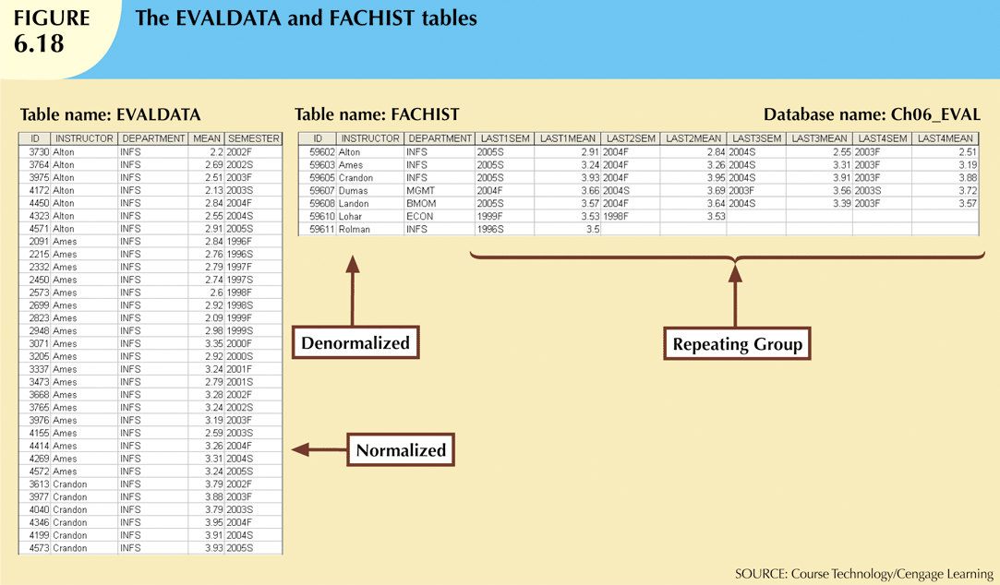 FIGURE
6.18
The EVALDATA and FACHIST tables
Table name: EVALDATA
ID INSTRUCTOR DEPARTMENT MEAN SEMESTER
3730 Alton INFS 2.2 2002F
3764 Alton INFS 2.69 2002S
3975 Alton INFS 2.51 2003F
4172 Alton INFS 2.13 2003S
4450 Alton INFS 2.84 2004F
4323 Alton INFS 2.55 2004S
4571 Alton INFS 2.91 2005S
2091 Ames INFS 2.84 1996F
2215 Ames INFS 2.76 1996S
2332 Ames INFS 2.79 1997F
2450 Ames INFS 2.74 1997S
2573 Ames INFS 2.6 1998F
2699 Ames INFS 2.92 1998S
2823 Ames INFS 2.09 1999F
2948 Ames INFS 2.98 1999S
3071 Ames INFS 3.35 2000F
3205 Ames INFS 2.92 2000S
3337 Ames INFS 3.24 2001F
3473 Ames INFS 2.79 2001S
3668 Ames INFS 3.28 2002F
3765 Ames INFS 3.24 2002S
3976 Ames INFS 3.19 2003F
4155 Ames INFS 2.59 2003S
4414 Ames INFS 3.26 2004F
4269 Ames INFS 3.31 2004S
4572 Ames INFS 3.24 2005S
3613 Crandon INFS 3.79 2002F
3977 Crandon INFS 3.88 2003F
4040 Crandon INFS 3.79 2003S
4346 Crandon INFS 3.95 2004F
4199 Crandon INFS 3.91 2004S
4573 Crandon INFS 3.93 2005S
Table name: FACHIST
Database name: Ch06_EVAL
ID INSTRUCTOR DEPARTMENT LAST1SEM LAST1MEAN LAST2SEM LAST2MEAN LAST3SEM LAST3MEAN LAST4SEM LAST4MEAN
59602 Alton INFS 2005S 2.91 2004F 2.84 2004S 2.55 2003F 2.51
59603 Ames INFS 2005S 3.24 2004F 3.26 2004S 3.31 2003F 3.19
59605 Crandon INFS 2005S 3.93 2004F 3.95 2004S 3.91 2003F 3.88
59607 Dumas MGMT 2004F 3.66 2004S 3.69 2003F 3.56 2003S 3.72
59608 Landon BMOM 2005S 3.57 2004F 3.64 2004S 3.39 2003F 3.57
59610 Lohar ECON 1999F 3.53 1998F 3.53
59611 Rolman INFS 1996S 3.5
Denormalized
Repeating Group
Normalized
SOURCE: Course Technology/Cengage Learning